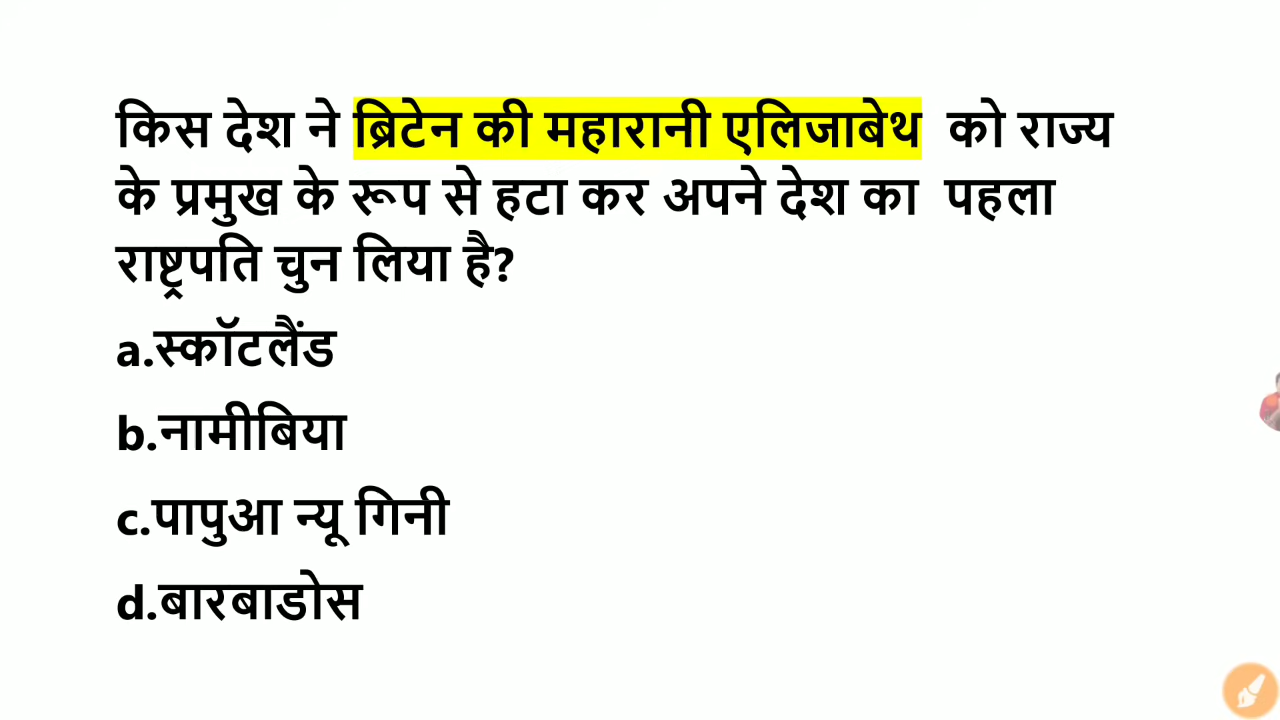 किस देश ने ब्रिटेन की महारानी एलिजाबेथ को राज्य
के प्रमुख के रूप से हटा कर अपने देश का पहला
राष्ट्रपति चुन लिया है?
a.स्कॉटलैंड
b.नामीबिया
c.पापुआ न्यू गिनी
d.बारबाडोस